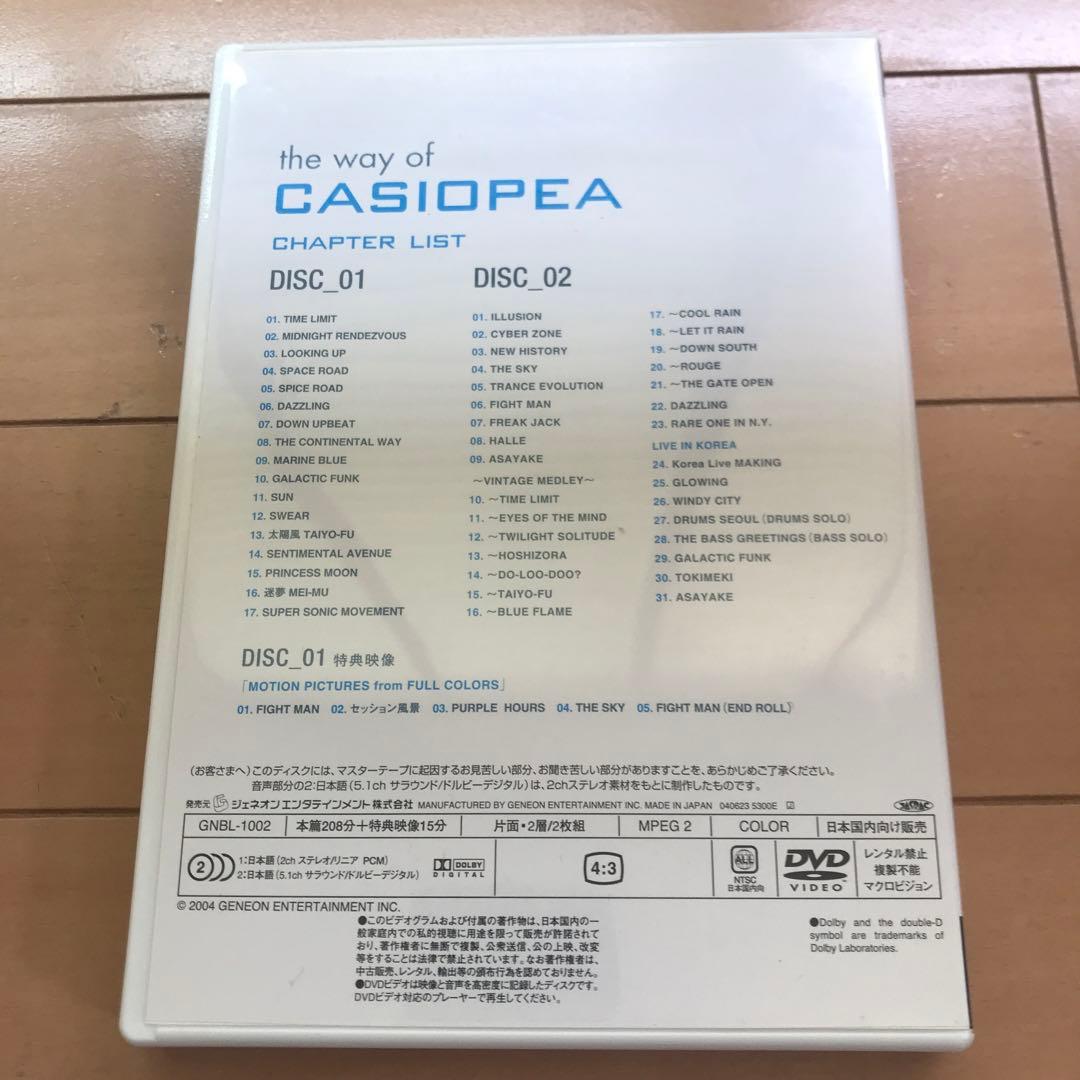 the way of
CASIOPEA
CHAPTER LIST
DISC_01
01. TIME LIMIT
02. MIDNIGHT RENDEZVOUS
03. LOOKING UP
04. SPACE ROAD
05. SPICE ROAD
06. DAZZLING
07. DOWN UPBEAT
08. THE CONTINENTAL WAY
09. MARINE BLUE
10. GALACTIC FUNK
11. SUN
12. SWEAR
13. 太陽風 TAIYO-FU
14. SENTIMENTAL AVENUE
15. PRINCESS MOON
16. 迷夢 MEI-MU
17. SUPER SONIC MOVEMENT
DISC_02
01. ILLUSION
02. CYBER ZONE
03. NEW HISTORY
04. THE SKY
05. TRANCE EVOLUTION
06. FIGHT MAN
07. FREAK JACK
08. HALLE
09. ASAYAKE
～VINTAGE MEDLEY～
10. ～TIME LIMIT
11. ～EYES OF THE MIND
12. ～TWILIGHT SOLITUDE
13. ～HOSHIZORA
14. ～DO-LOO-DOO?
15. ～TAIYO-FU
16. ～BLUE FLAME
17. ～COOL RAIN
18. ～LET IT RAIN
19. ～DOWN SOUTH
20. ～ROUGE
21. ～THE GATE OPEN
22. DAZZLING
23. RARE ONE IN N.Y.
LIVE IN KOREA
24. Korea Live MAKING
25. GLOWING
26. WINDY CITY
27. DRUMS SEOUL (DRUMS SOLO)
28. THE BASS GREETINGS (BASS SOLO)
29. GALACTIC FUNK
30. TOKIMEKI
31. ASAYAKE
DISC_01 特典映像
「MOTION PICTURES from FULL COLORS」
01. FIGHT MAN 02. セッション風景 03. PURPLE HOURS 04. THE SKY 05. FIGHT MAN (END ROLL)
(お客さまへ)このディスクには、マスターテープに起因するお見苦しい部分、お聞き苦しい部分がありますことを、あらかじめご了承ください。
音声部分の2:日本語(5.1ch サラウンド/ドルビーデジタル)は、2chステレオ素材をもとに制作したものです。
発売元 ジェネオン エンタテインメント株式会社 MANUFACTURED BY GENEON ENTERTAINMENT INC. MADE IN JAPAN 040623 5300E
GNBL-1002 本篇208分＋特典映像15分 片面・2層/2枚組 MPEG 2 COLOR 日本国内向け販売
2 1:日本語(2ch ステレオ/リニア PCM)
2:日本語(5.1ch サラウンド/ドルビーデジタル)
DOLBY
DIGITAL
4:3
ALL
NTSC
日本国内向
DVD
VIDEO
レンタル禁止
複製不能
マクロビジョン
© 2004 GENEON ENTERTAINMENT INC.
●このビデオグラムおよび付属の著作物は、日本国内の一
般家庭内での私的視聴に用途を限って販売が許諾されて
おり、著作権者に無断で複製、公衆送信、公の上映、改変
等をすることは法律で禁止されています。なお著作権者は、
中古販売、レンタル、輸出等の頒布行為を認めておりません。
●DVDビデオは映像と音声を高密度に記録したディスクです。
DVDビデオ対応のプレーヤーで再生してください。
●Dolby and the double-D
symbol are trademarks of
Dolby Laboratories.